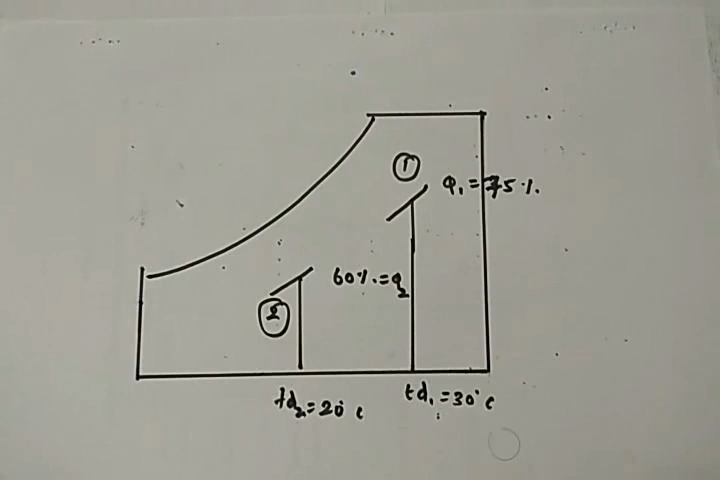 1
φ₁ = 75 %.
60 %. = φ₂
2
td₂ = 20°c
td₁ = 30°c